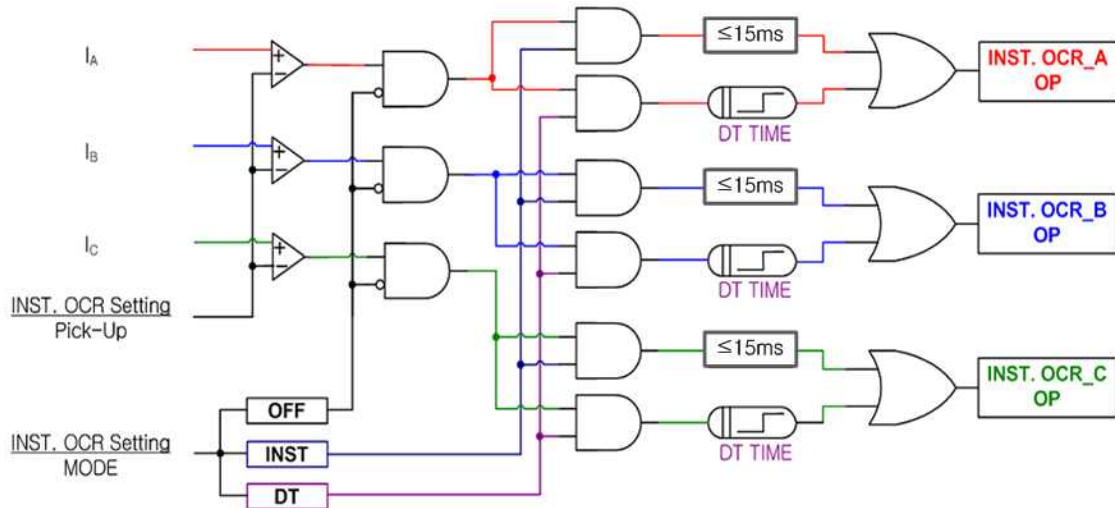 I_A
≤15ms
INST. OCR_A
OP
DT TIME
I_B
≤15ms
INST. OCR_B
OP
DT TIME
I_C
INST. OCR Setting
Pick-Up
≤15ms
INST. OCR_C
OP
OFF
INST. OCR Setting
MODE
INST
DT TIME
DT